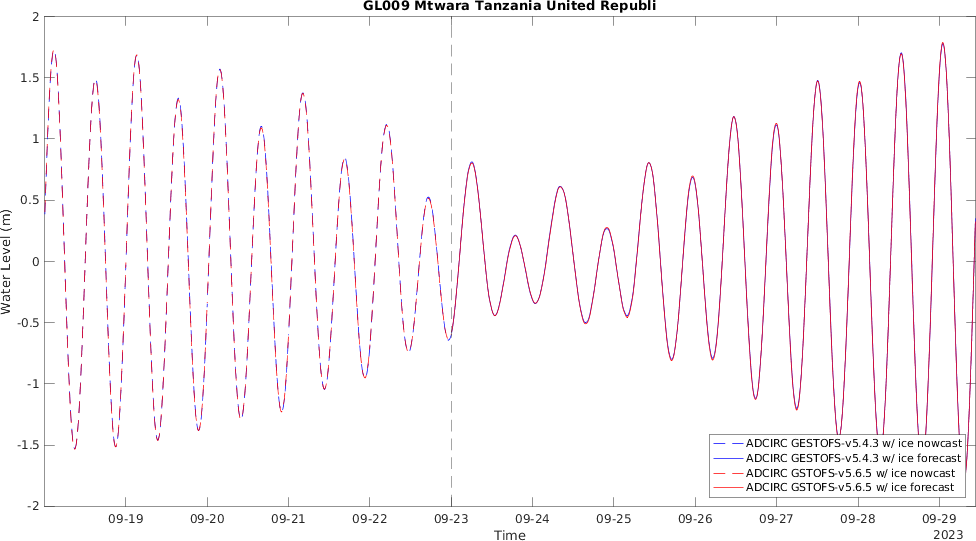 GL009 Mtwara Tanzania United Republi
2
1.5
1
0.5
0
-0.5
-1
-1.5
-2
Water Level (m)
ADCIRC GESTOFS-v5.4.3 w/ ice nowcast
ADCIRC GESTOFS-v5.4.3 w/ ice forecast
ADCIRC GSTOFS-v5.6.5 w/ ice nowcast
ADCIRC GSTOFS-v5.6.5 w/ ice forecast
09-19 09-20 09-21 09-22 09-23 09-24 09-25 09-26 09-27 09-28 09-29
Time
2023